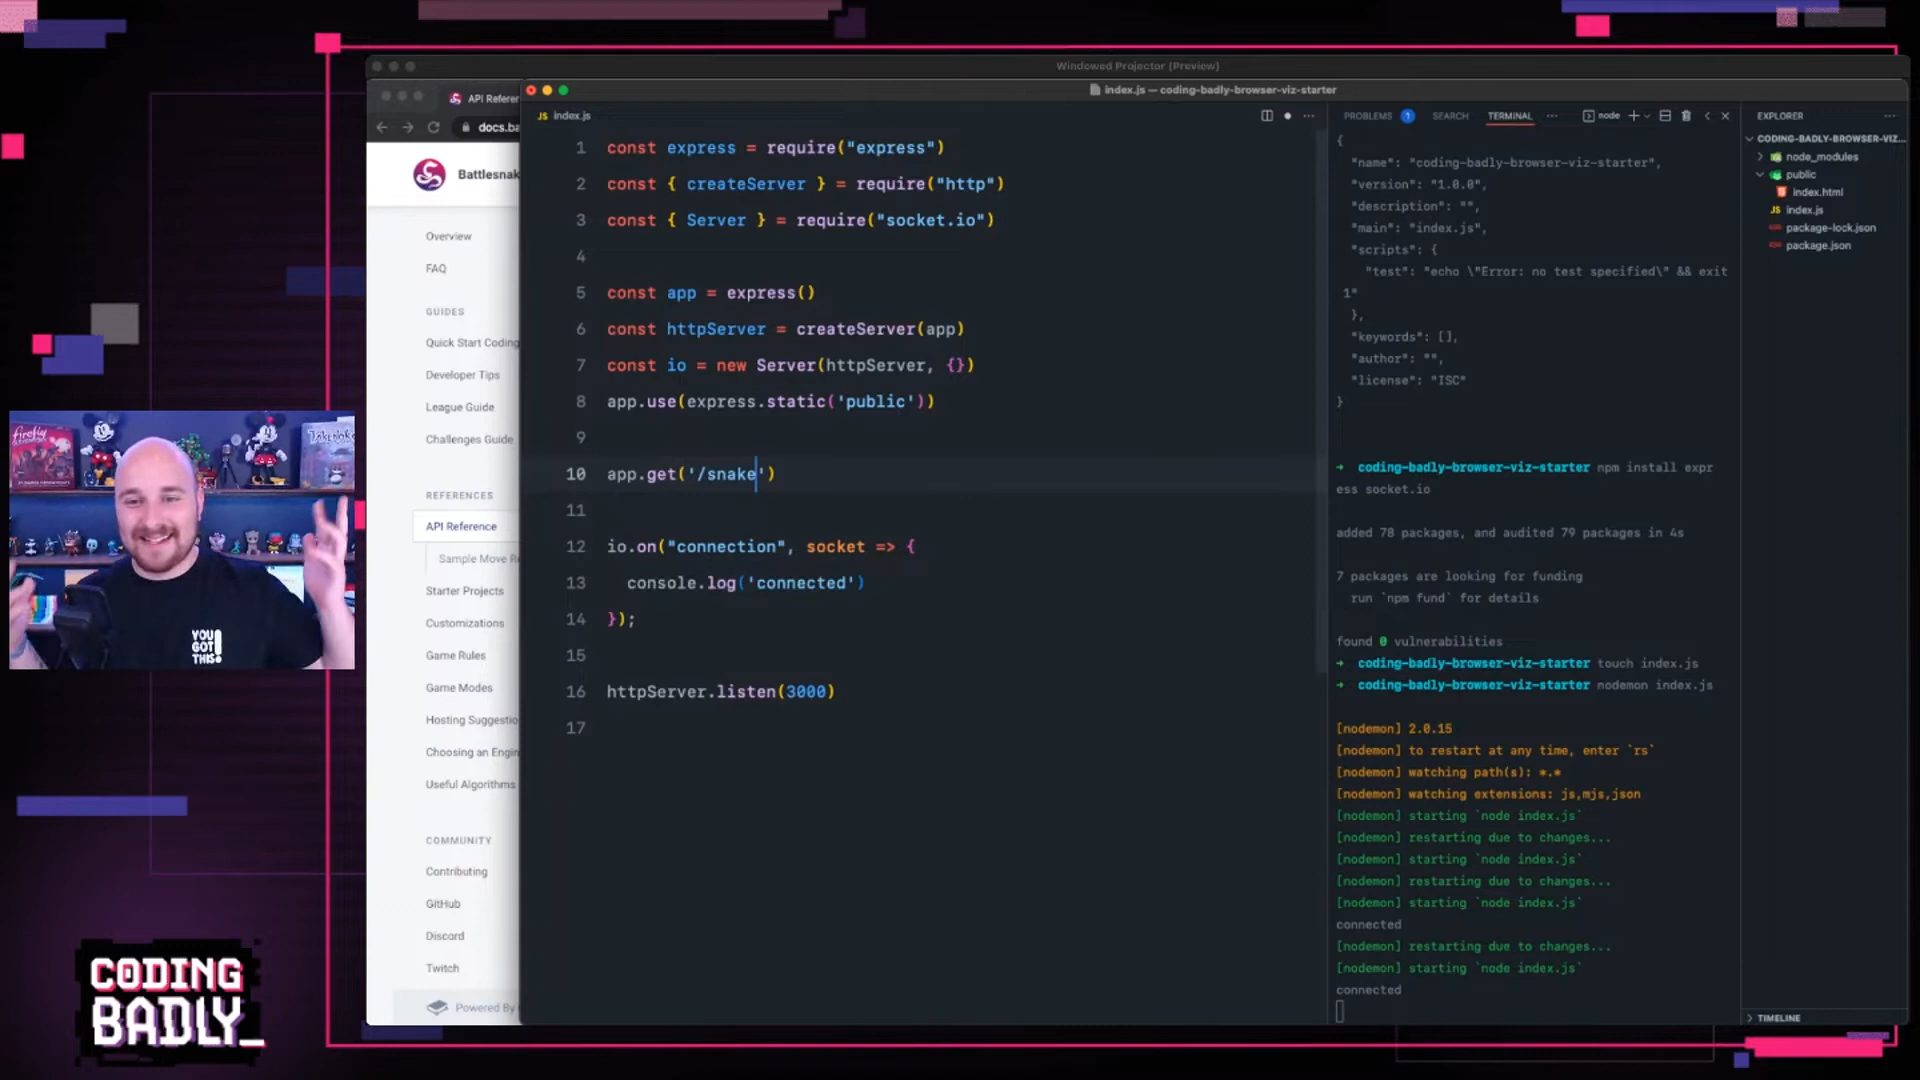 Windowed Projector (Preview)
API Referen
docs.ba
Battlesnak
Overview
FAQ
GUIDES
Quick Start Coding
Developer Tips
League Guide
Challenges Guide
REFERENCES
API Reference
Sample Move Re
Starter Projects
Customizations
Game Rules
Game Modes
Hosting Suggestio
Choosing an Engin
Useful Algorithms
COMMUNITY
Contributing
GitHub
Discord
Twitch
Powered By
index.js — coding-badly-browser-viz-starter
JS index.js
1 const express = require("express")
2 const { createServer } = require("http")
3 const { Server } = require("socket.io")
4
5 const app = express()
6 const httpServer = createServer(app)
7 const io = new Server(httpServer, {})
8 app.use(express.static('public'))
9
10 app.get('/snake')
11
12 io.on("connection", socket => {
13 console.log('connected')
14 });
15
16 httpServer.listen(3000)
17
PROBLEMS 1 SEARCH TERMINAL ··· node
{
"name": "coding-badly-browser-viz-starter",
"version": "1.0.0",
"description": "",
"main": "index.js",
"scripts": {
"test": "echo \"Error: no test specified\" && exit
1"
},
"keywords": [],
"author": "",
"license": "ISC"
}
→ coding-badly-browser-viz-starter npm install expr
ess socket.io
added 78 packages, and audited 79 packages in 4s
7 packages are looking for funding
run `npm fund` for details
found 0 vulnerabilities
→ coding-badly-browser-viz-starter touch index.js
→ coding-badly-browser-viz-starter nodemon index.js
[nodemon] 2.0.15
[nodemon] to restart at any time, enter `rs`
[nodemon] watching path(s): *.*
[nodemon] watching extensions: js,mjs,json
[nodemon] starting `node index.js`
[nodemon] restarting due to changes...
[nodemon] starting `node index.js`
[nodemon] restarting due to changes...
[nodemon] starting `node index.js`
connected
[nodemon] restarting due to changes...
[nodemon] starting `node index.js`
connected
EXPLORER
CODING-BADLY-BROWSER-VIZ...
node_modules
public
index.html
JS index.js
package-lock.json
package.json
TIMELINE
firefly
TOKENOKA
YOU
GOT
THIS!
CODING
BADLY_